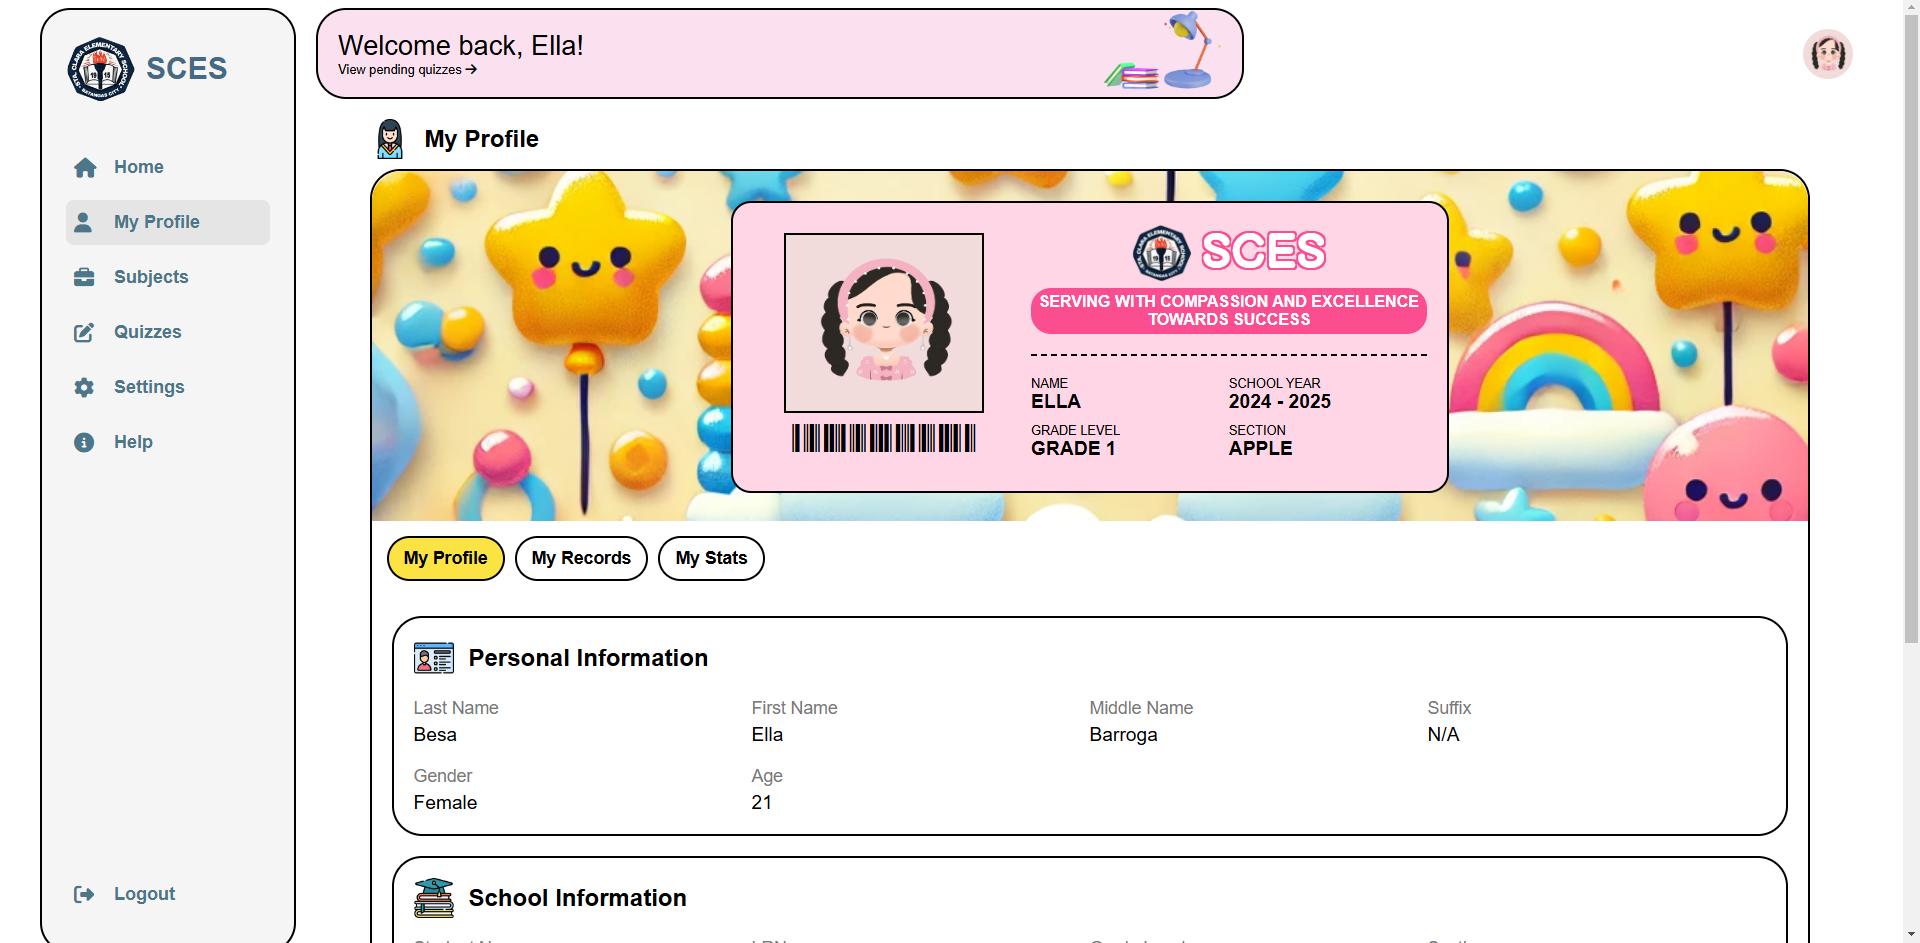 SCES
Home
My Profile
Subjects
Quizzes
Settings
Help
Logout
Welcome back, Ella!
View pending quizzes
My Profile
SCES
SERVING WITH COMPASSION AND EXCELLENCE
TOWARDS SUCCESS
NAME
ELLA
SCHOOL YEAR
2024 - 2025
GRADE LEVEL
GRADE 1
SECTION
APPLE
My Profile
My Records
My Stats
Personal Information
Last Name
Besa
First Name
Ella
Middle Name
Barroga
Suffix
N/A
Gender
Female
Age
21
School Information